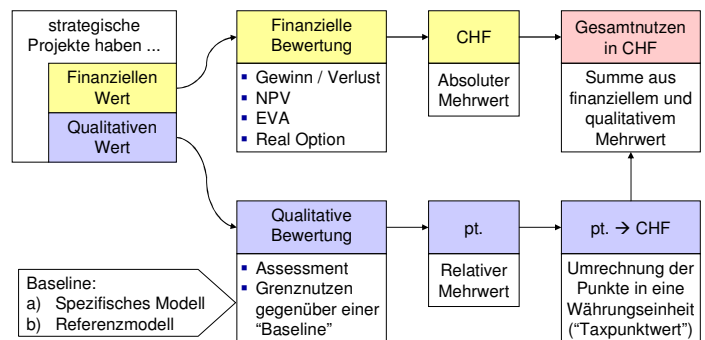 strategische
Projekte haben ...
Finanziellen
Wert
Qualitativen
Wert
Finanzielle
Bewertung
▪ Gewinn / Verlust
▪ NPV
▪ EVA
▪ Real Option
CHF
Absoluter
Mehrwert
Gesamtnutzen
in CHF
Summe aus
finanziellem und
qualitativem
Mehrwert
Baseline:
a) Spezifisches Modell
b) Referenzmodell
Qualitative
Bewertung
▪ Assessment
▪ Grenznutzen
gegenüber einer
“Baseline”
pt.
Relativer
Mehrwert
pt. → CHF
Umrechnung der
Punkte in eine
Währungseinheit
(“Taxpunktwert”)